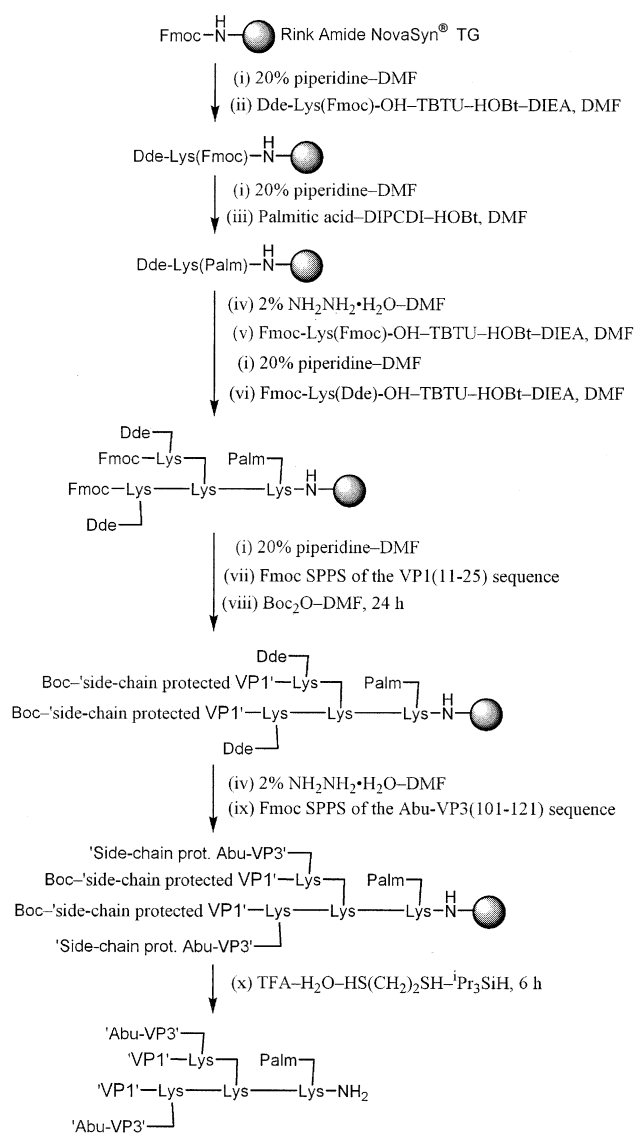 Fmoc–N H Rink Amide NovaSyn® TG
(i) 20% piperidine–DMF
(ii) Dde-Lys(Fmoc)-OH–TBTU–HOBt–DIEA, DMF
Dde-Lys(Fmoc)–N H
(i) 20% piperidine–DMF
(iii) Palmitic acid–DIPCDI–HOBt, DMF
Dde-Lys(Palm)–N H
(iv) 2% NH2NH2•H2O–DMF
(v) Fmoc-Lys(Fmoc)-OH–TBTU–HOBt–DIEA, DMF
(i) 20% piperidine–DMF
(vi) Fmoc-Lys(Dde)-OH–TBTU–HOBt–DIEA, DMF
Dde
Fmoc–Lys Palm
Fmoc–Lys–Lys–Lys–N H
Dde
(i) 20% piperidine–DMF
(vii) Fmoc SPPS of the VP1(11-25) sequence
(viii) Boc2O–DMF, 24 h
Dde
Boc–'side-chain protected VP1'–Lys Palm
Boc–'side-chain protected VP1'–Lys–Lys–Lys–N H
Dde
(iv) 2% NH2NH2•H2O–DMF
(ix) Fmoc SPPS of the Abu-VP3(101-121) sequence
'Side-chain prot. Abu-VP3'
Boc–'side-chain protected VP1'–Lys Palm
Boc–'side-chain protected VP1'–Lys–Lys–Lys–N H
'Side-chain prot. Abu-VP3'
(x) TFA–H2O–HS(CH2)2SH–iPr3SiH, 6 h
'Abu-VP3'
'VP1'–Lys Palm
'VP1'–Lys–Lys–Lys–NH2
'Abu-VP3'